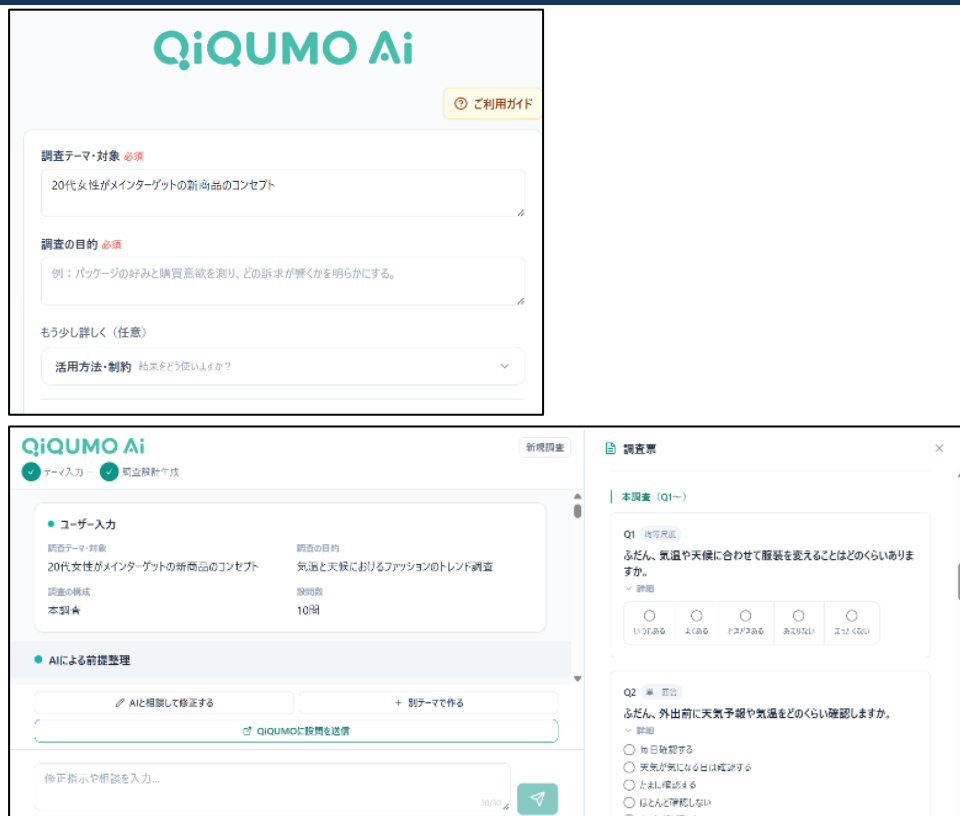 QiQUMO Ai
ご利用ガイド
調査テーマ・対象 必須
20代女性がメインターゲットの新商品のコンセプト
調査の目的 必須
例：パッケージの好みと購買意欲を測り、どの訴求が響くかを明らかにする。
もう少し詳しく（任意）
活用方法・制約 結果をどう使いますか？
QiQUMO Ai
新規調査
テーマ入力
調査設計生成
ユーザー入力
調査テーマ・対象
20代女性がメインターゲットの新商品のコンセプト
調査の目的
気温と天候におけるファッションのトレンド調査
調査の構成
本調査
設問数
10問
AIによる前提整理
AIと相談して修正する
+ 別テーマで作る
QiQUMOに設問を送信
修正指示や相談を入力...
30/30
調査票
本調査（Q1～）
Q1 均等尺度
ふだん、気温や天候に合わせて服装を変えることはどのくらいありますか。
詳細
いつもある
よくある
ときどきある
あまりない
まったくない
Q2
ふだん、外出前に天気予報や気温をどのくらい確認しますか。
詳細
毎日確認する
天気が気になる日は確認する
たまに確認する
ほとんど確認しない